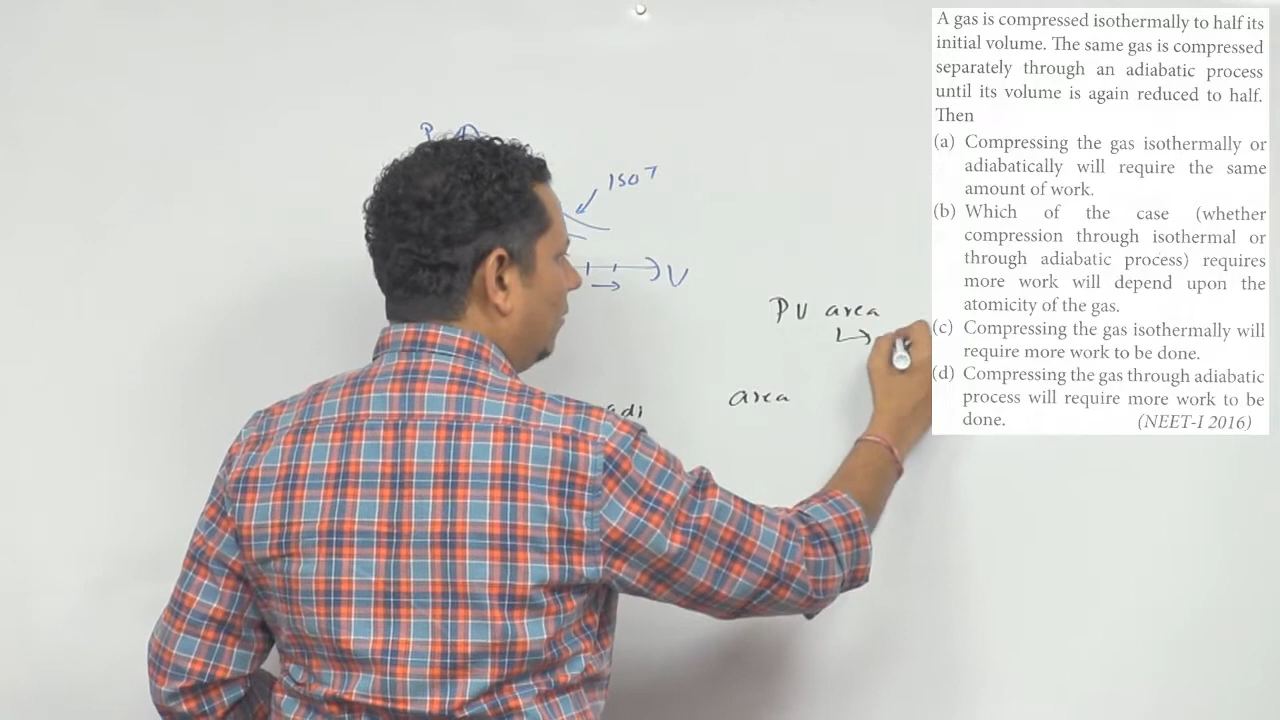 P
ISOT
V
PV area
adi
area
A gas is compressed isothermally to half its
initial volume. The same gas is compressed
separately through an adiabatic process
until its volume is again reduced to half.
Then
(a) Compressing the gas isothermally or
adiabatically will require the same
amount of work.
(b) Which of the case (whether
compression through isothermal or
through adiabatic process) requires
more work will depend upon the
atomicity of the gas.
(c) Compressing the gas isothermally will
require more work to be done.
(d) Compressing the gas through adiabatic
process will require more work to be
done. (NEET-I 2016)